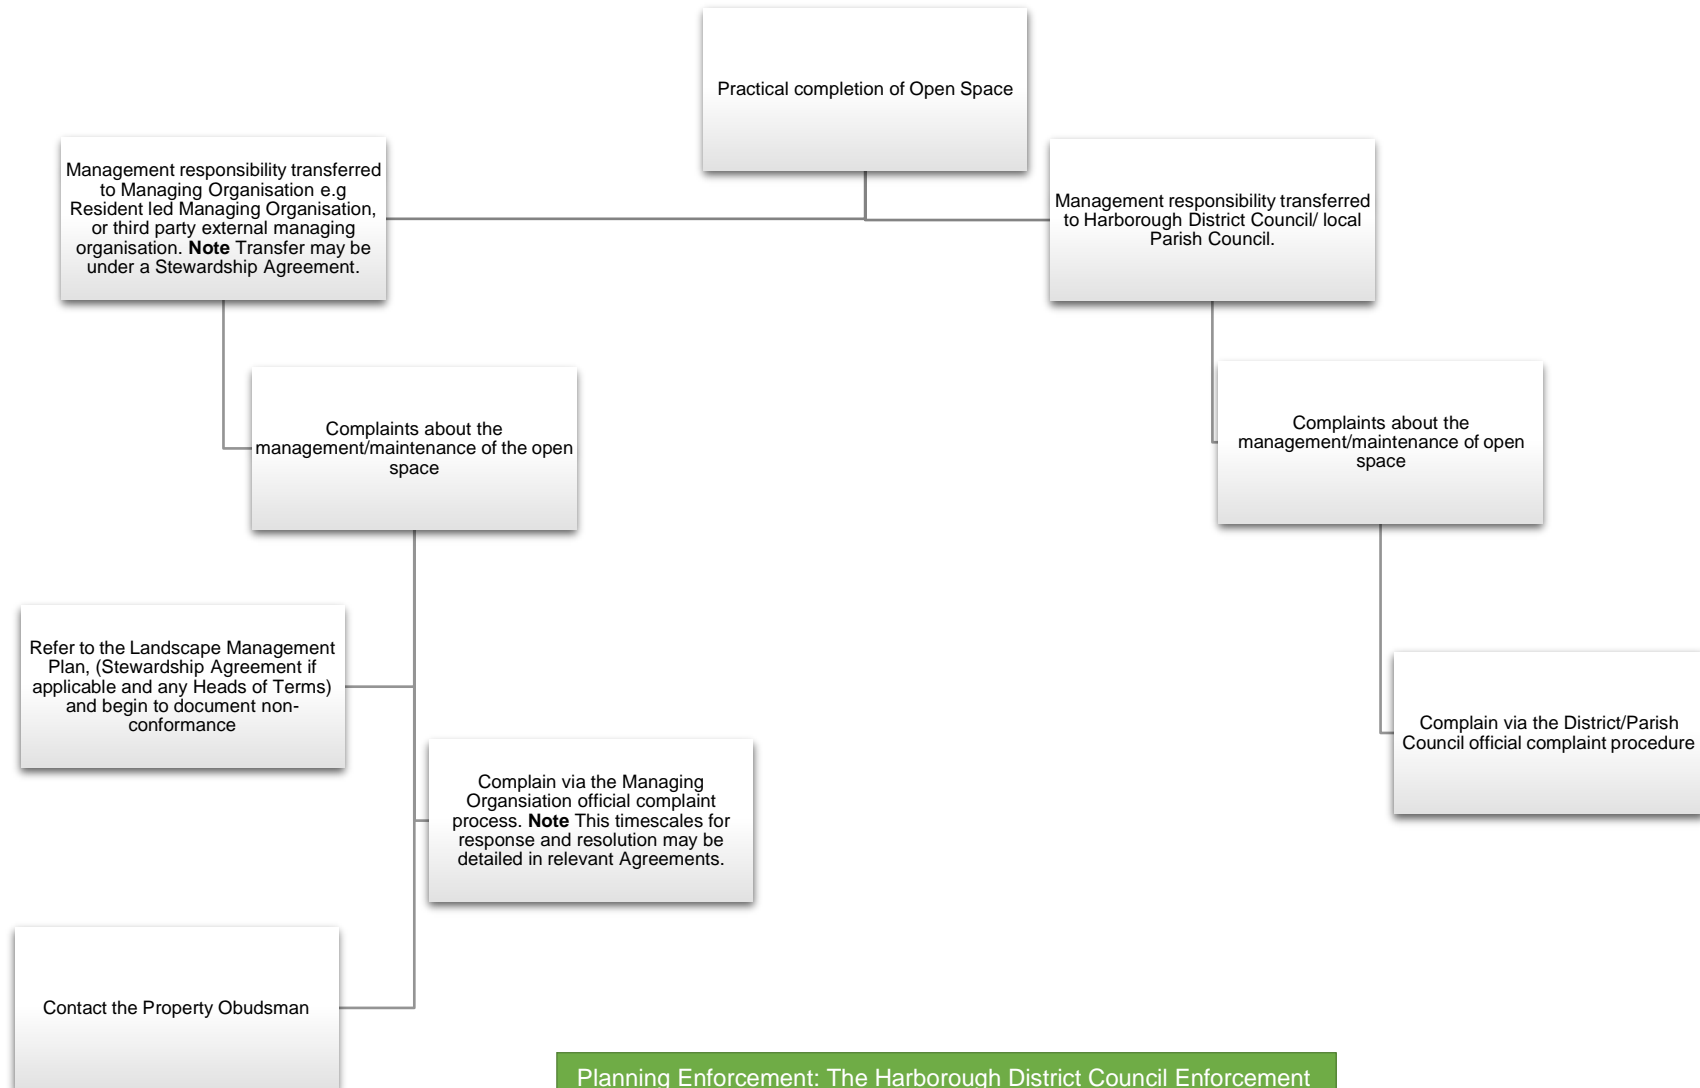 Practical completion of Open Space
Management responsibility transferred
to Managing Organisation e.g
Resident led Managing Organisation,
or third party external managing
organisation. Note Transfer may be
under a Stewardship Agreement.
Management responsibility transferred
to Harborough District Council/ local
Parish Council.
Complaints about the
management/maintenance of the open
space
Complaints about the
management/maintenance of open
space
Refer to the Landscape Management
Plan, (Stewardship Agreement if
applicable and any Heads of Terms)
and begin to document non-
conformance
Complain via the Managing
Organsiation official complaint
process. Note This timescales for
response and resolution may be
detailed in relevant Agreements.
Complain via the District/Parish
Council official complaint procedure
Contact the Property Obudsman
Planning Enforcement: The Harborough District Council Enforcement